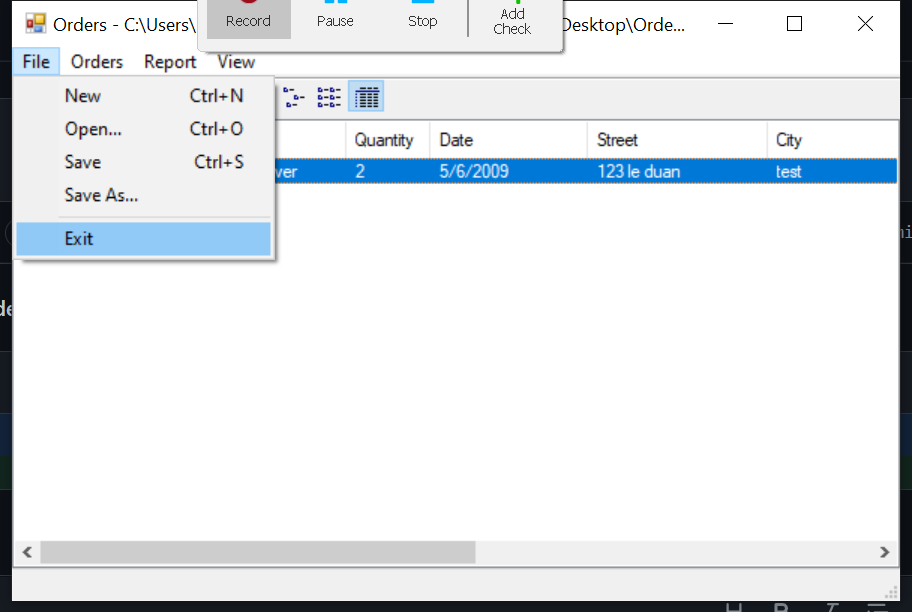 Orders - C:\Users\
Desktop\Orde...
Record
Pause
Stop
Add
Check
File Orders Report View
New Ctrl+N
Open... Ctrl+O
Save Ctrl+S
Save As...
Exit
Quantity Date Street City
2 5/6/2009 123 le duan test